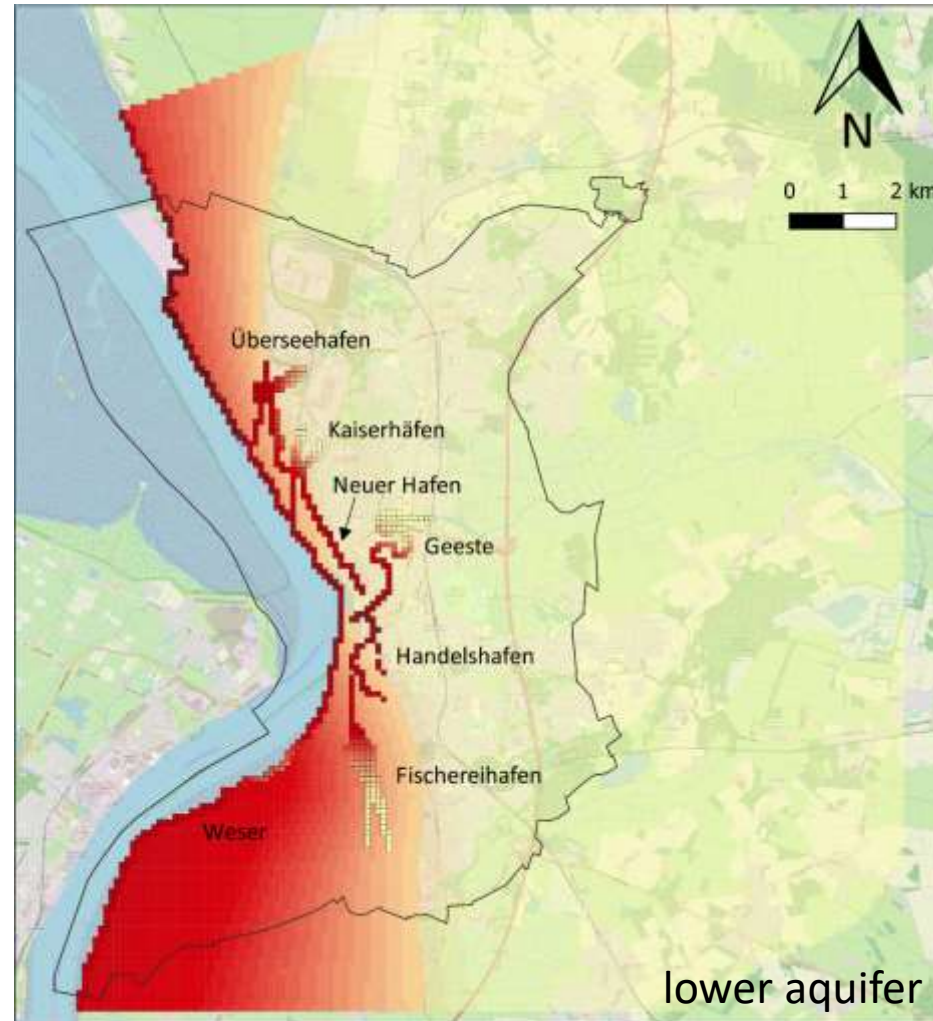 N
0 1 2 km
Überseehafen
Kaiserhäfen
Neuer Hafen
Geeste
Handelshafen
Fischereihafen
Weser
lower aquifer